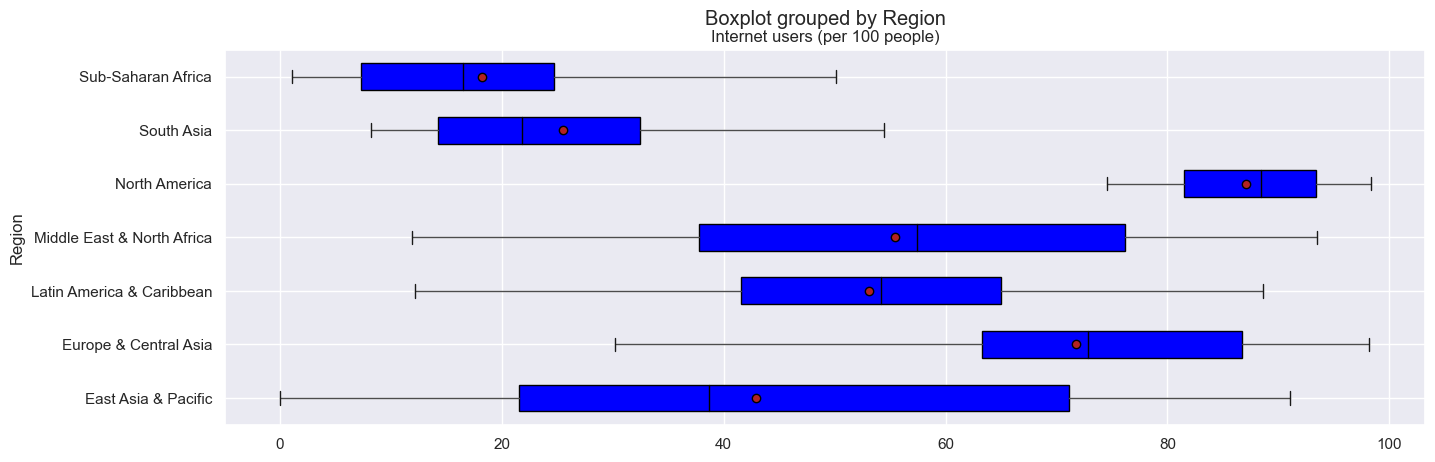 Boxplot grouped by Region
Internet users (per 100 people)
Region
Sub-Saharan Africa
South Asia
North America
Middle East & North Africa
Latin America & Caribbean
Europe & Central Asia
East Asia & Pacific
0 20 40 60 80 100